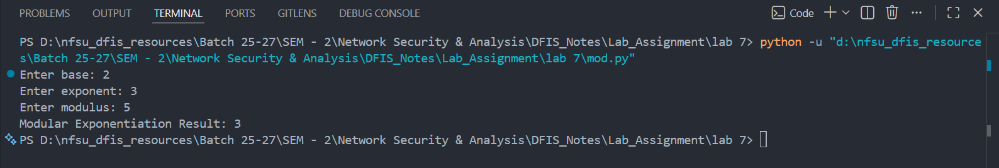 PROBLEMS OUTPUT TERMINAL PORTS GITLENS DEBUG CONSOLE Code
PS D:\nfsu_dfis_resources\Batch 25-27\SEM - 2\Network Security & Analysis\DFIS_Notes\Lab_Assignment\lab 7> python -u "d:\nfsu_dfis_resource
s\Batch 25-27\SEM - 2\Network Security & Analysis\DFIS_Notes\Lab_Assignment\lab 7\mod.py"
Enter base: 2
Enter exponent: 3
Enter modulus: 5
Modular Exponentiation Result: 3
PS D:\nfsu_dfis_resources\Batch 25-27\SEM - 2\Network Security & Analysis\DFIS_Notes\Lab_Assignment\lab 7>